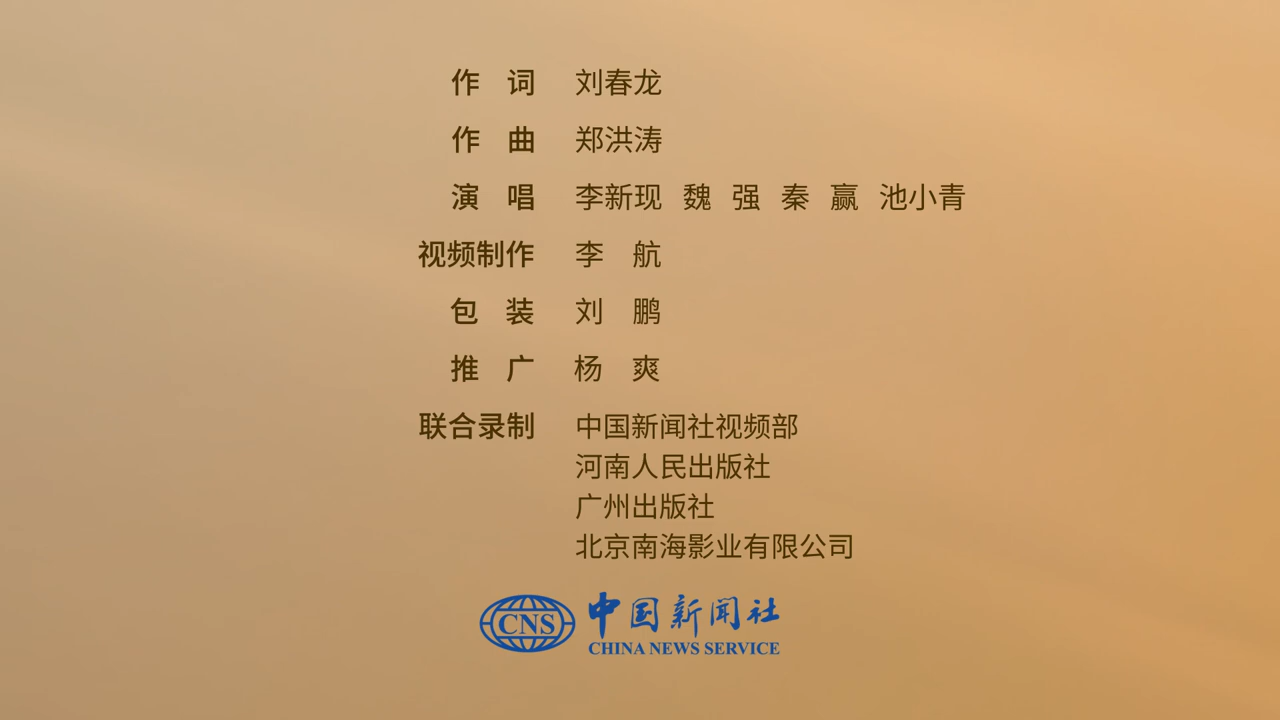 作 词 刘春龙
作 曲 郑洪涛
演 唱 李新现 魏 强 秦 赢 池小青
视频制作 李 航
包 装 刘 鹏
推 广 杨 爽
联合录制 中国新闻社视频部
河南人民出版社
广州出版社
北京南海影业有限公司
CNS 中国新闻社
CHINA NEWS SERVICE